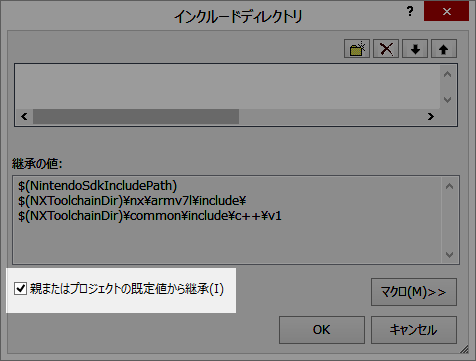 インクルードディレクトリ
継承の値:
$(NintendoSdkIncludePath)
$(NXToolchainDir)¥nx¥armv7l¥include¥
$(NXToolchainDir)¥common¥include¥c++¥v1
親またはプロジェクトの既定値から継承(I)
マクロ(M)>>
OK
キャンセル